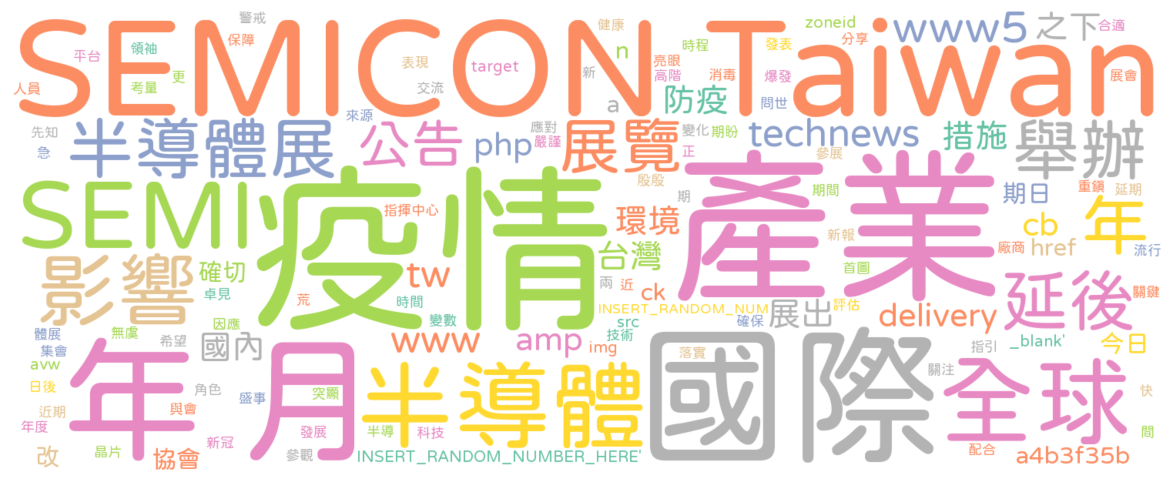 警戒
健康
zoneid
www5
之下
合適
SEMICON Taiwan
領袖
保障
平台
n
時程
發表
分享
表現
target
亮眼
更
新
高階
消毒
爆發
展會
人員
考量
交流
防疫
a
問世
來源
先知
半導體展
公告
php
應對
嚴謹
展覽
變化
期盼
technews
措施
舉辦
急
正
參展
SEMI
疫情
產業
股股
期
期間
期日
重鎮
延期
年
指揮中心
環境
cb
新報
廠商
href
流行
影響
確切
台灣
首圖
tw
兩
近
ck
延後
關鍵
卓見
荒
時間
INSERT_RANDOM_NUM
展出
評估
delivery
因應
變數
src
確保
體展
無虞
希望
國內
www
amp
技術
img
_blank'
今日
集會
落實
指引
avw
年月
半導體
國際
關注
全球
日後
角色
盛事
突顯
快
近期
與會
年度
新冠
發展
半導
科技
間
改
晶片
協會
參觀
INSERT_RANDOM_NUMBER_HERE'
配合
a4b3f35b